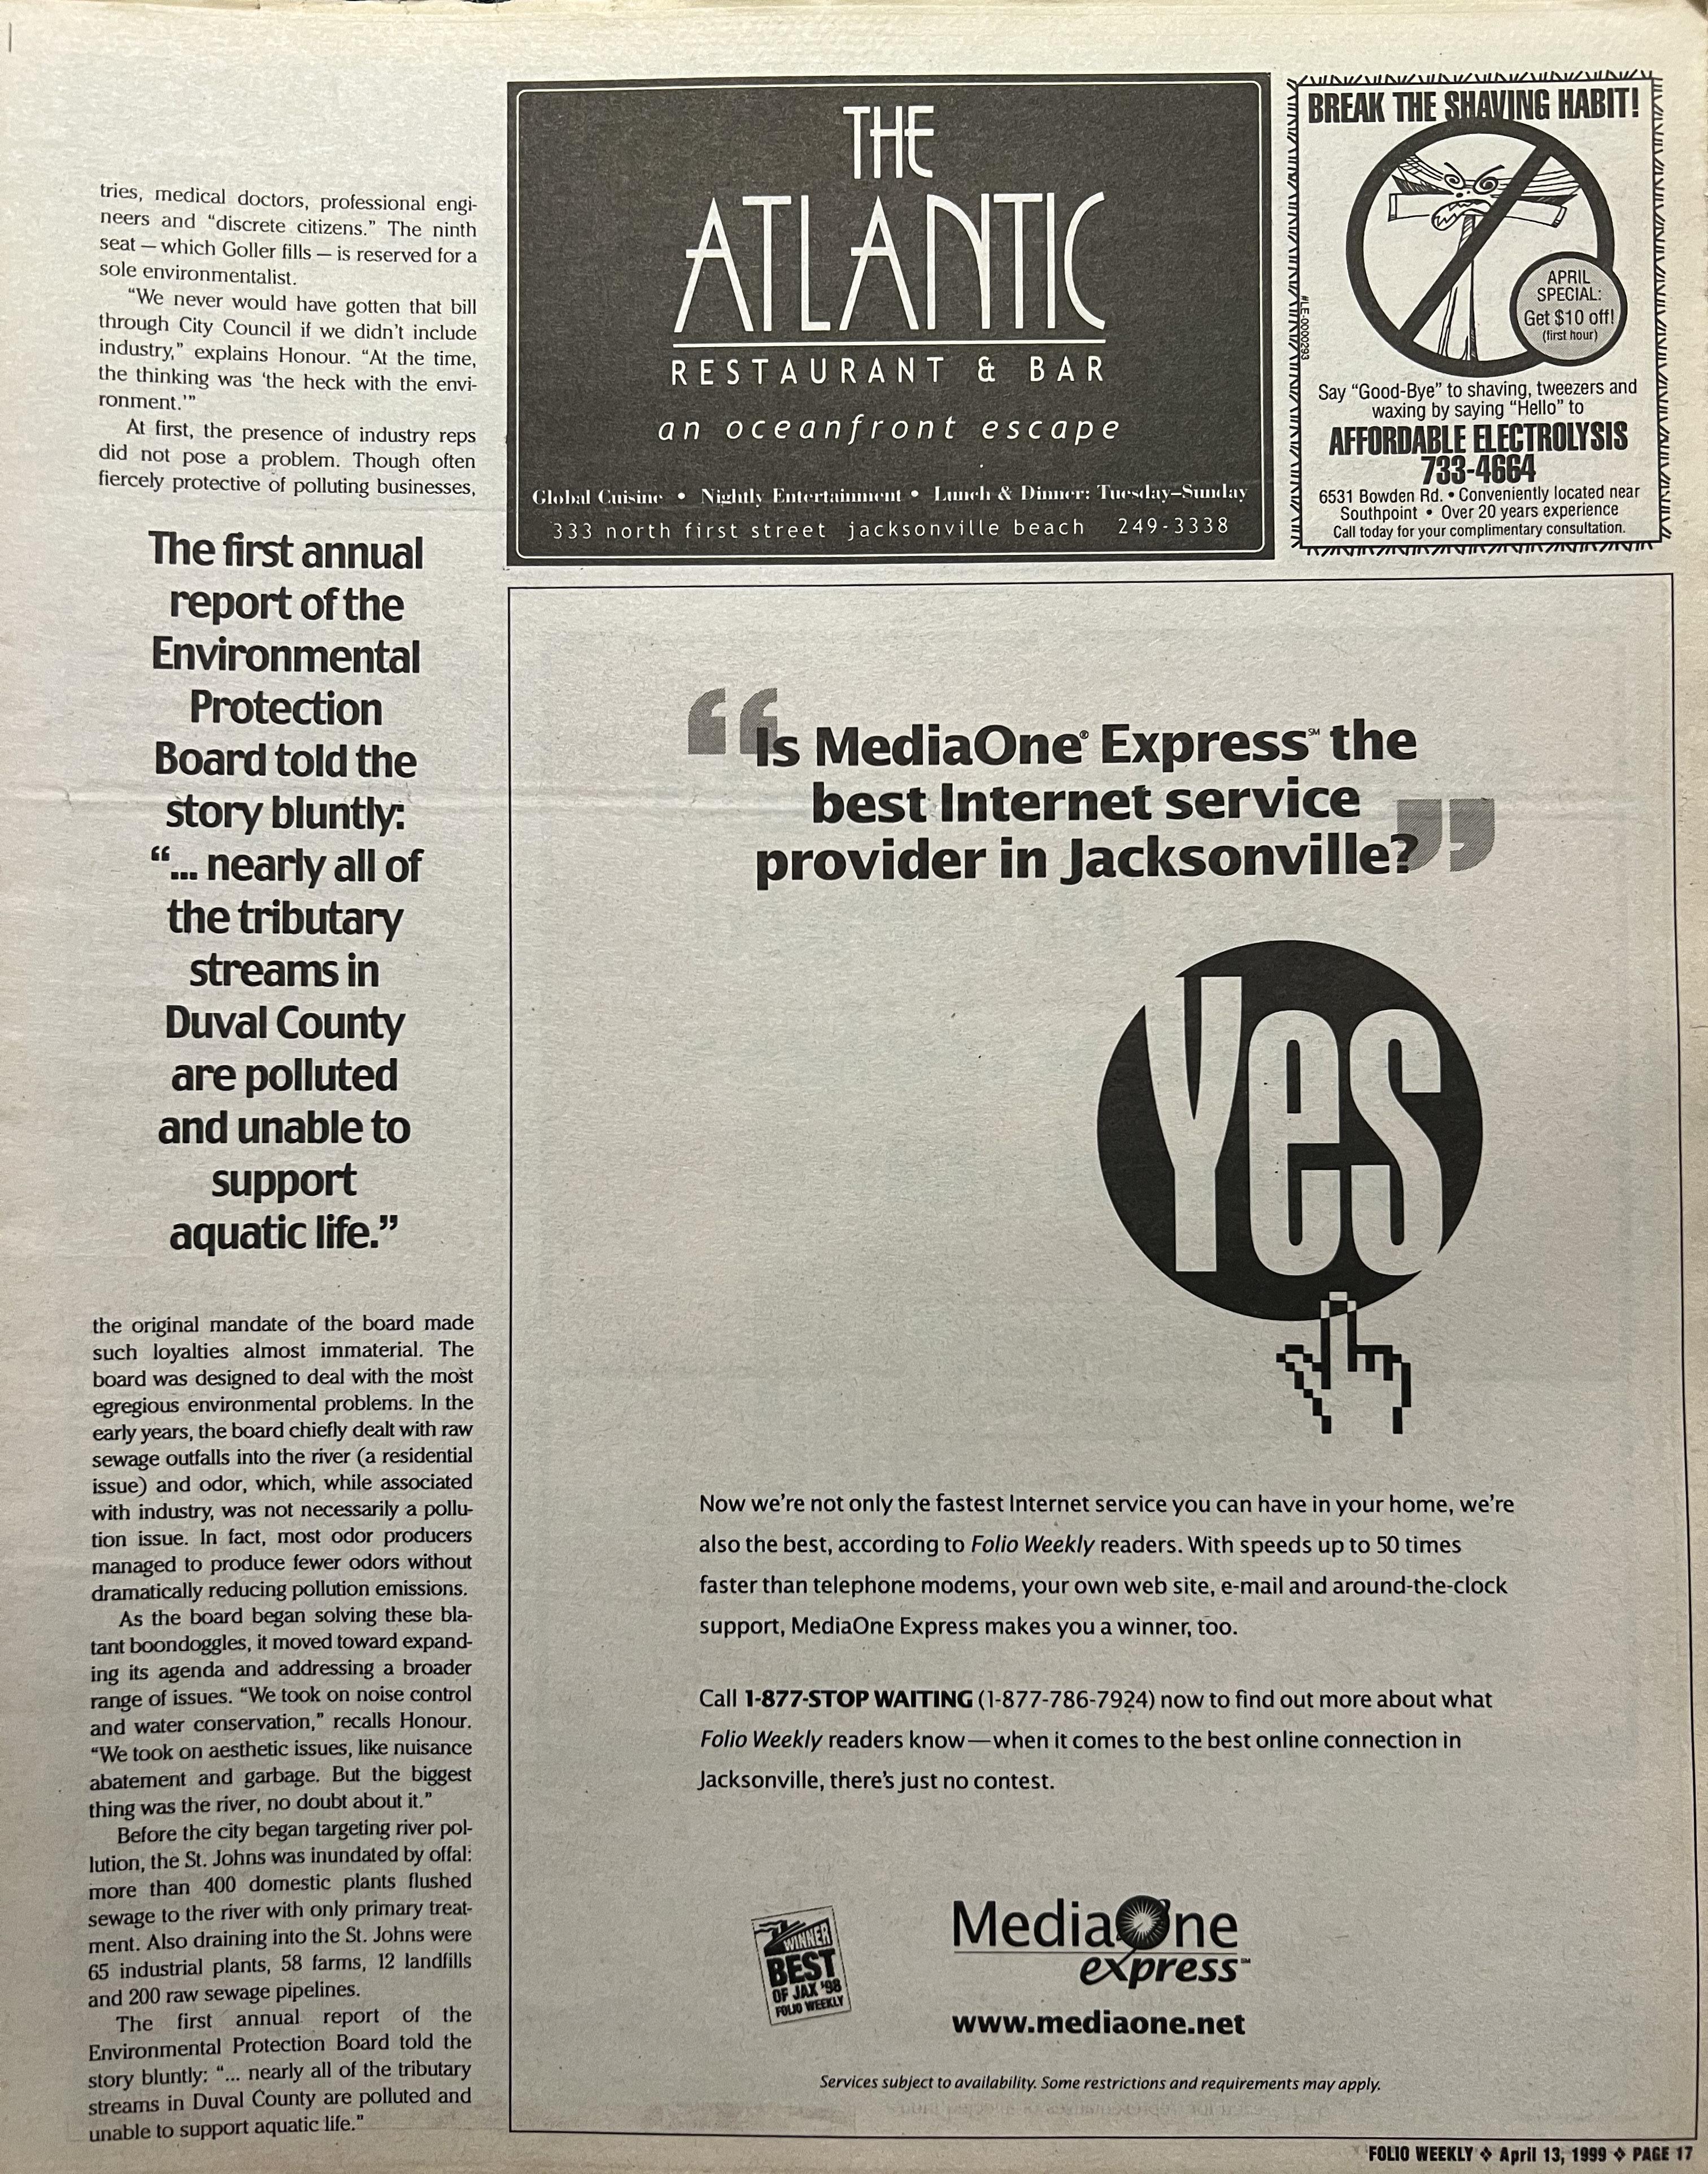 tries, medical doctors, professional engi-
neers and “discrete citizens.” The ninth
seat — which Goller fills — is reserved for a
sole environmentalist.
“We never would have gotten that bill
through City Council if we didn’t include
industry,” explains Honour. “At the time,
the thinking was ‘the heck with the envi-
ronment.’”
At first, the presence of industry reps
did not pose a problem. Though often
fiercely protective of polluting businesses,
The first annual
report of the
Environmental
Protection
Board told the
story bluntly:
“... nearly all of
the tributary
streams in
Duval County
are polluted
and unable to
support
aquatic life.”
the original mandate of the board made
such loyalties almost immaterial. The
board was designed to deal with the most
egregious environmental problems. In the
early years, the board chiefly dealt with raw
sewage outfalls into the river (a residential
issue) and odor, which, while associated
with industry, was not necessarily a pollu-
tion issue. In fact, most odor producers
managed to produce fewer odors without
dramatically reducing pollution emissions.
As the board began solving these bla-
tant boondoggles, it moved toward expand-
ing its agenda and addressing a broader
range of issues. “We took on noise control
and water conservation,” recalls Honour.
“We took on aesthetic issues, like nuisance
abatement and garbage. But the biggest
thing was the river, no doubt about it.”
Before the city began targeting river pol-
lution, the St. Johns was inundated by offal:
more than 400 domestic plants flushed
sewage to the river with only primary treat-
ment. Also draining into the St. Johns were
65 industrial plants, 58 farms, 12 landfills
and 200 raw sewage pipelines.
The first annual report of the
Environmental Protection Board told the
story bluntly: “... nearly all of the tributary
streams in Duval County are polluted and
unable to support aquatic life.”
THE
ATLANTIC
RESTAURANT & BAR
an oceanfront escape
Global Cuisine • Nightly Entertainment • Lunch & Dinner: Tuesday–Sunday
333 north first street jacksonville beach 249-3338
BREAK THE SHAVING HABIT!
APRIL
SPECIAL:
Get $10 off!
(first hour)
#LE-0000293
Say “Good-Bye” to shaving, tweezers and
waxing by saying “Hello” to
AFFORDABLE ELECTROLYSIS
733-4664
6531 Bowden Rd. • Conveniently located near
Southpoint • Over 20 years experience
Call today for your complimentary consultation.
“Is MediaOne® Express℠ the
best Internet service
provider in Jacksonville?”
Yes
Now we’re not only the fastest Internet service you can have in your home, we’re
also the best, according to Folio Weekly readers. With speeds up to 50 times
faster than telephone modems, your own web site, e-mail and around-the-clock
support, MediaOne Express makes you a winner, too.
Call 1-877-STOP WAITING (1-877-786-7924) now to find out more about what
Folio Weekly readers know—when it comes to the best online connection in
Jacksonville, there’s just no contest.
WINNER
BEST
OF JAX ’98
FOLIO WEEKLY
MediaOne
express℠
www.mediaone.net
Services subject to availability. Some restrictions and requirements may apply.
FOLIO WEEKLY ❖ April 13, 1999 ❖ PAGE 17